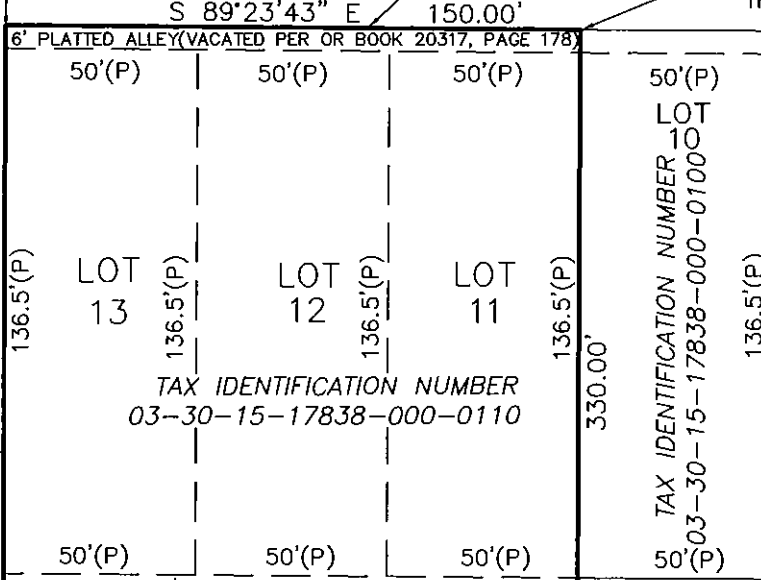 S 89°23'43" E 150.00'
6' PLATTED ALLEY(VACATED PER OR BOOK 20317, PAGE 178)
50'(P) 50'(P) 50'(P) 50'(P)
LOT
10
TAX IDENTIFICATION NUMBER
03-30-15-17838-000-0100
136.5'(P)
136.5'(P)
LOT
13
136.5'(P)
LOT
12
136.5'(P)
LOT
11
136.5'(P)
330.00'
TAX IDENTIFICATION NUMBER
03-30-15-17838-000-0110
50'(P) 50'(P) 50'(P) 50'(P)